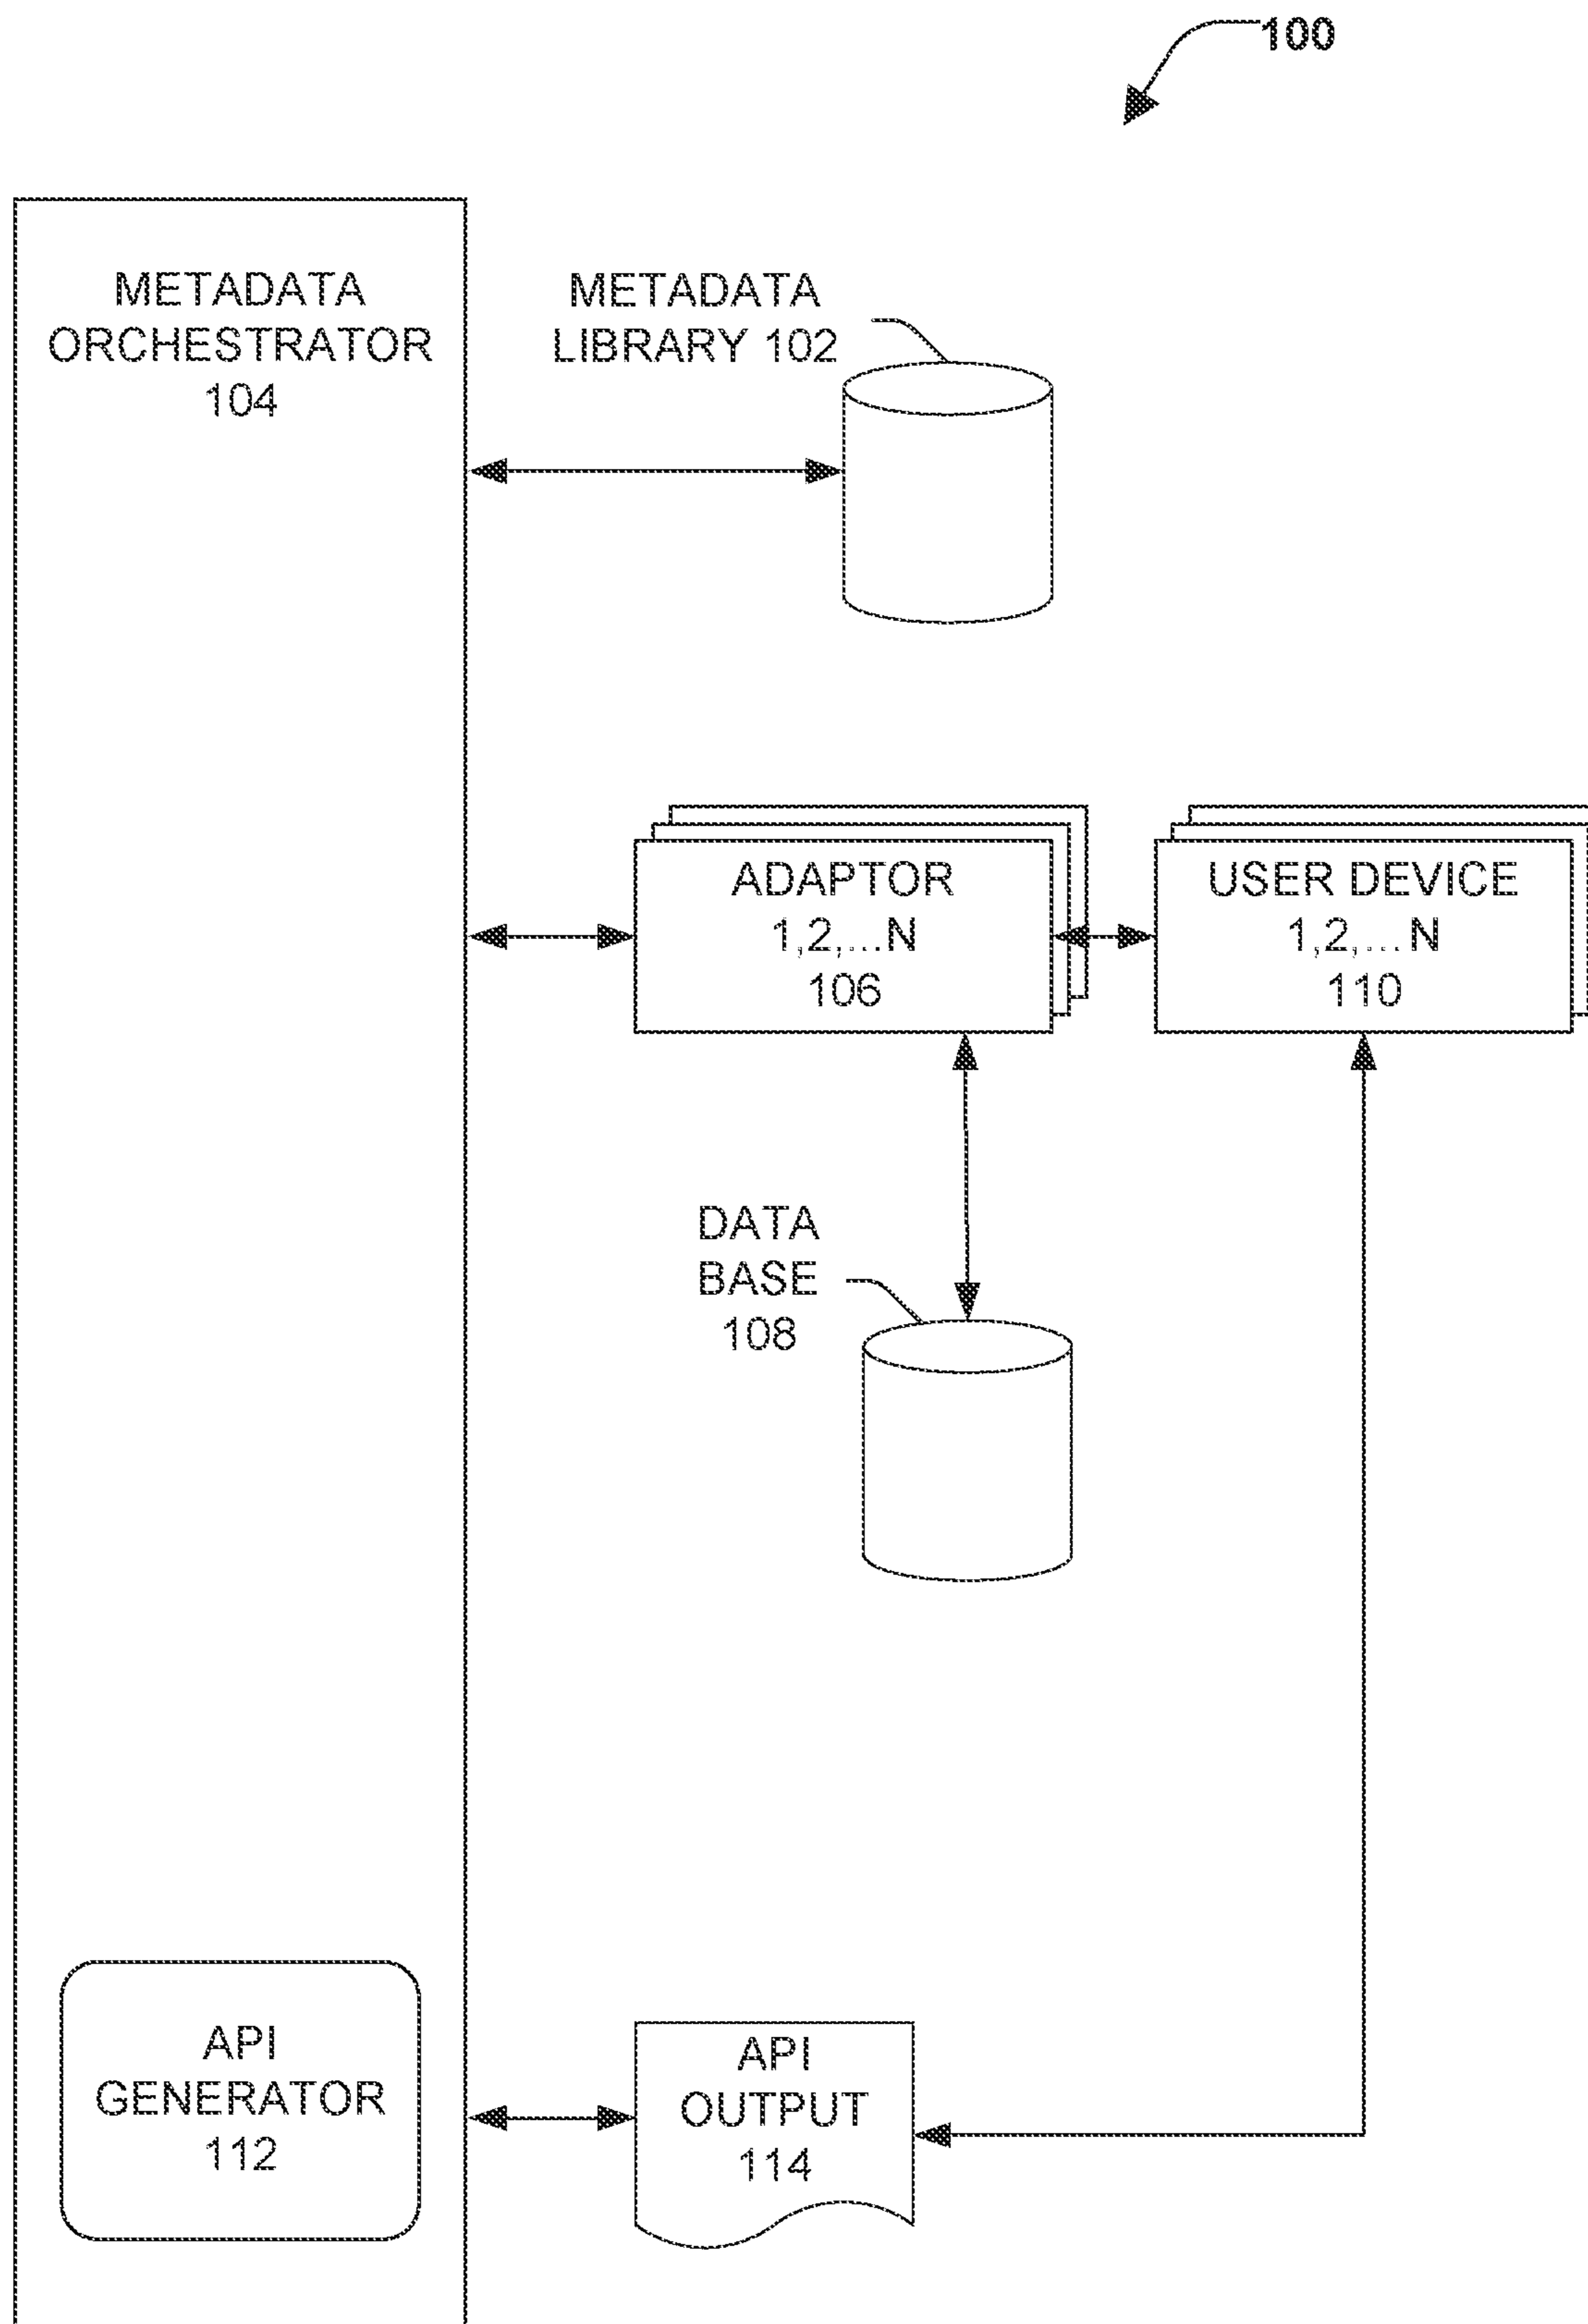 100
METADATA
ORCHESTRATOR
104
METADATA
LIBRARY 102
ADAPTOR
1,2,...N
106
USER DEVICE
1,2,...N
110
DATA
BASE
108
API
GENERATOR
112
API
OUTPUT
114